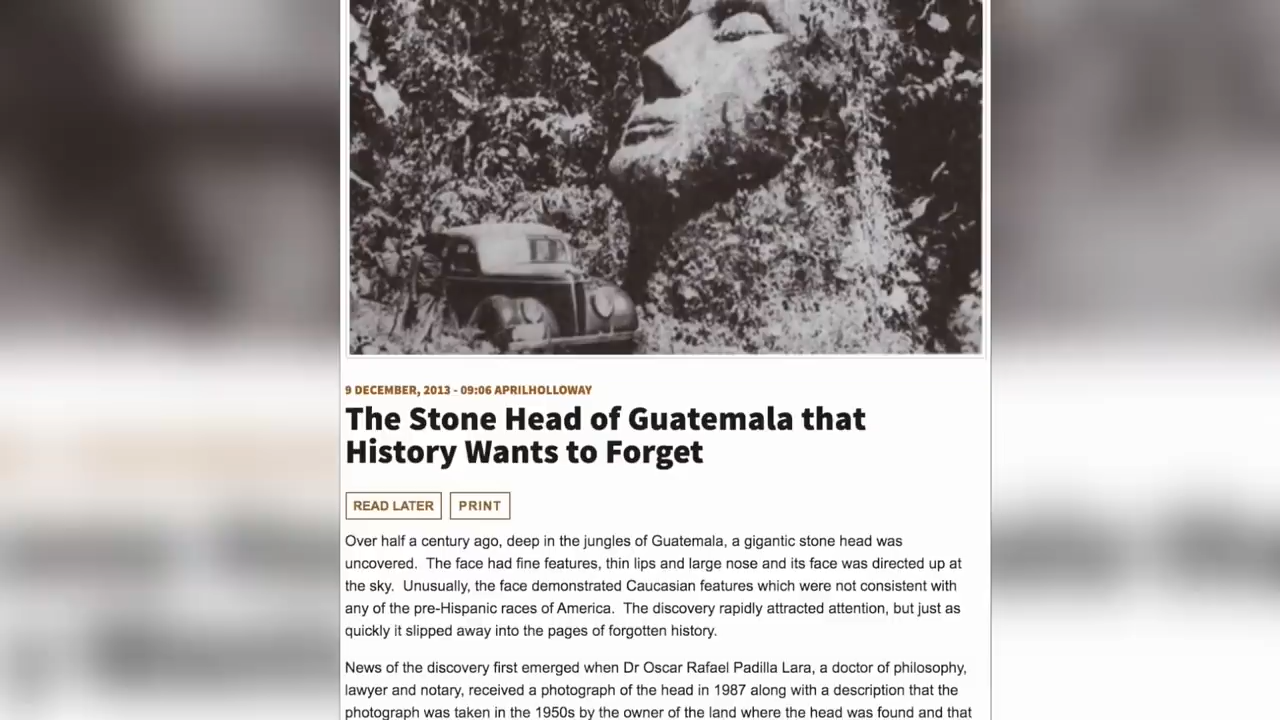 9 DECEMBER, 2013 - 09:06 APRILHOLLOWAY
The Stone Head of Guatemala that
History Wants to Forget
READ LATER PRINT
Over half a century ago, deep in the jungles of Guatemala, a gigantic stone head was
uncovered. The face had fine features, thin lips and large nose and its face was directed up at
the sky. Unusually, the face demonstrated Caucasian features which were not consistent with
any of the pre-Hispanic races of America. The discovery rapidly attracted attention, but just as
quickly it slipped away into the pages of forgotten history.
News of the discovery first emerged when Dr Oscar Rafael Padilla Lara, a doctor of philosophy,
lawyer and notary, received a photograph of the head in 1987 along with a description that the
photograph was taken in the 1950s by the owner of the land where the head was found and that